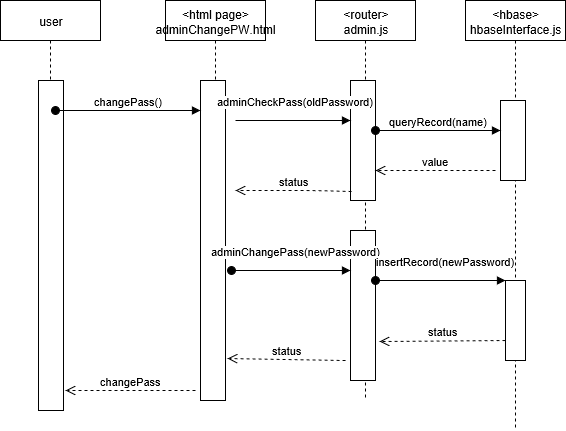 user
<html page>
adminChangePW.html
<router>
admin.js
<hbase>
hbaseInterface.js
changePass()
adminCheckPass(oldPassword)
queryRecord(name)
value
status
adminChangePass(newPassword)
insertRecord(newPassword)
status
status
changePass